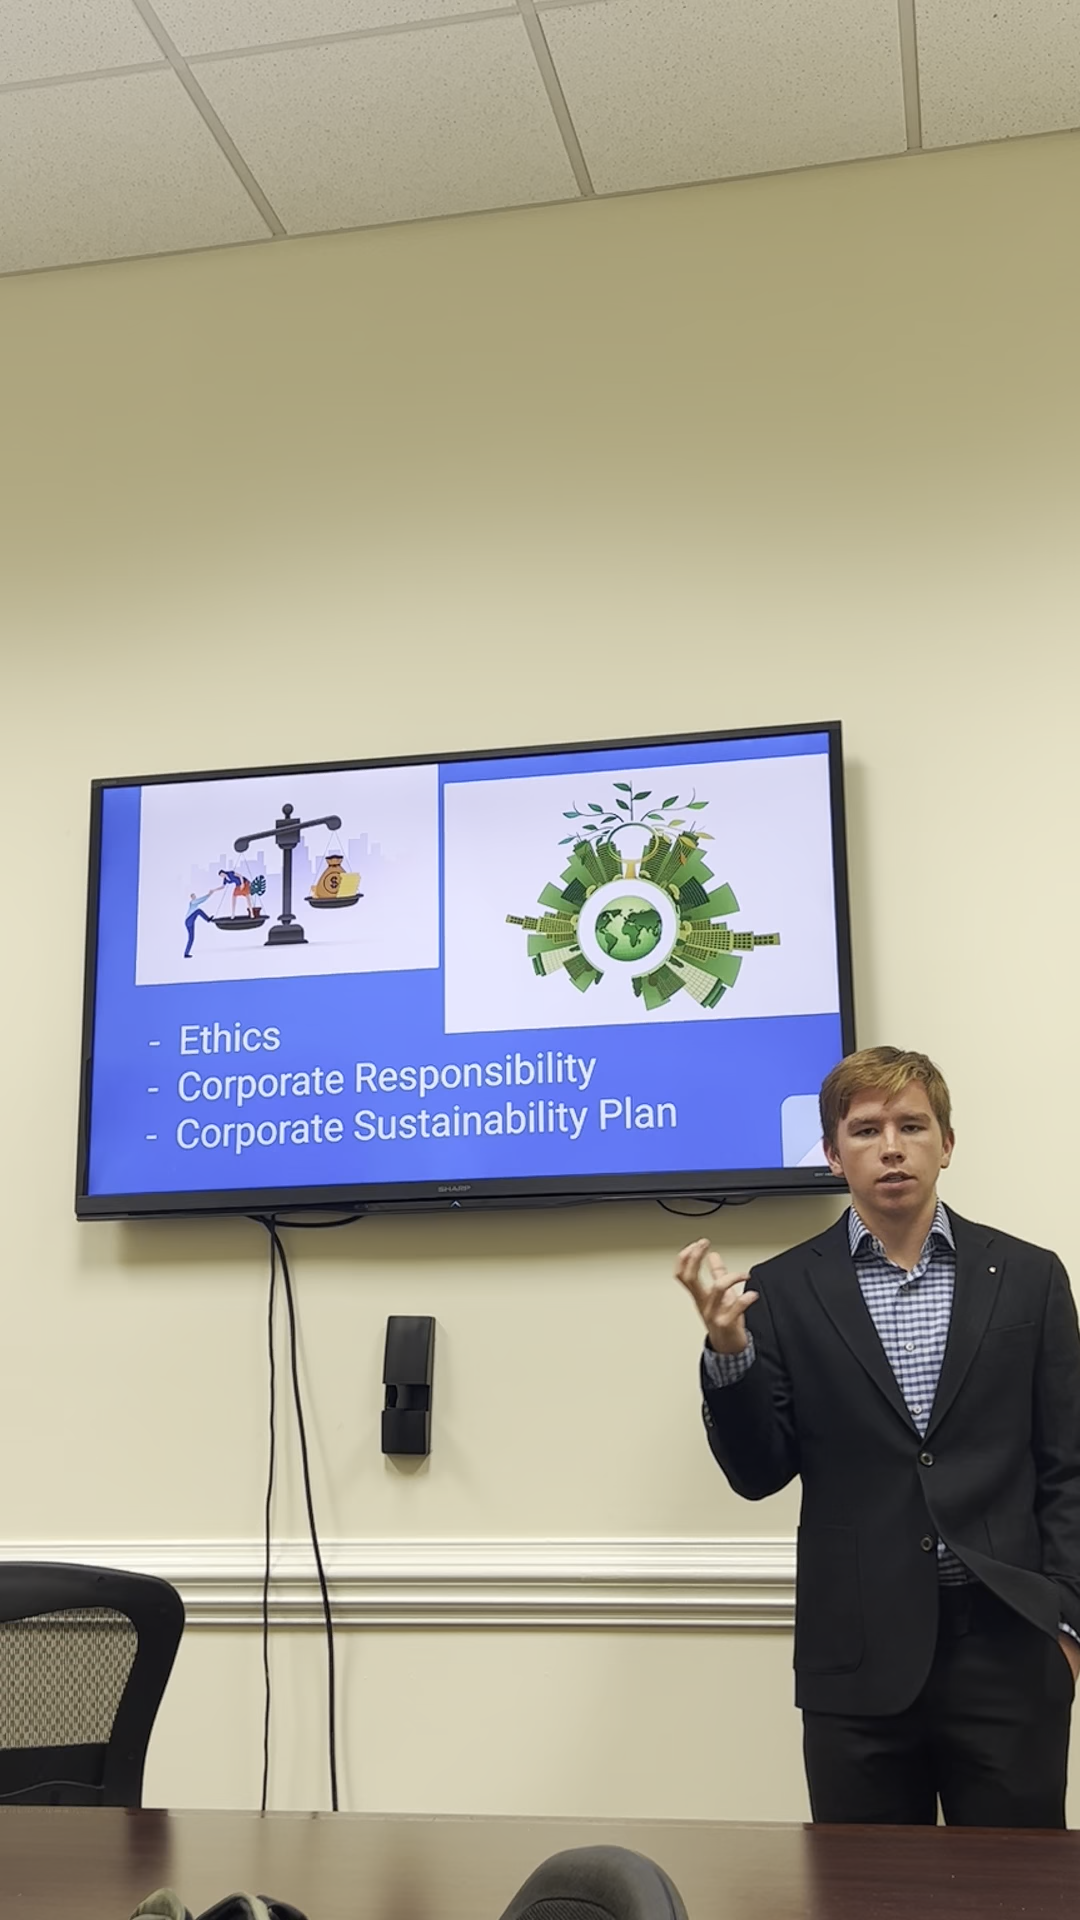 - Ethics
- Corporate Responsibility
- Corporate Sustainability Plan
SHARP